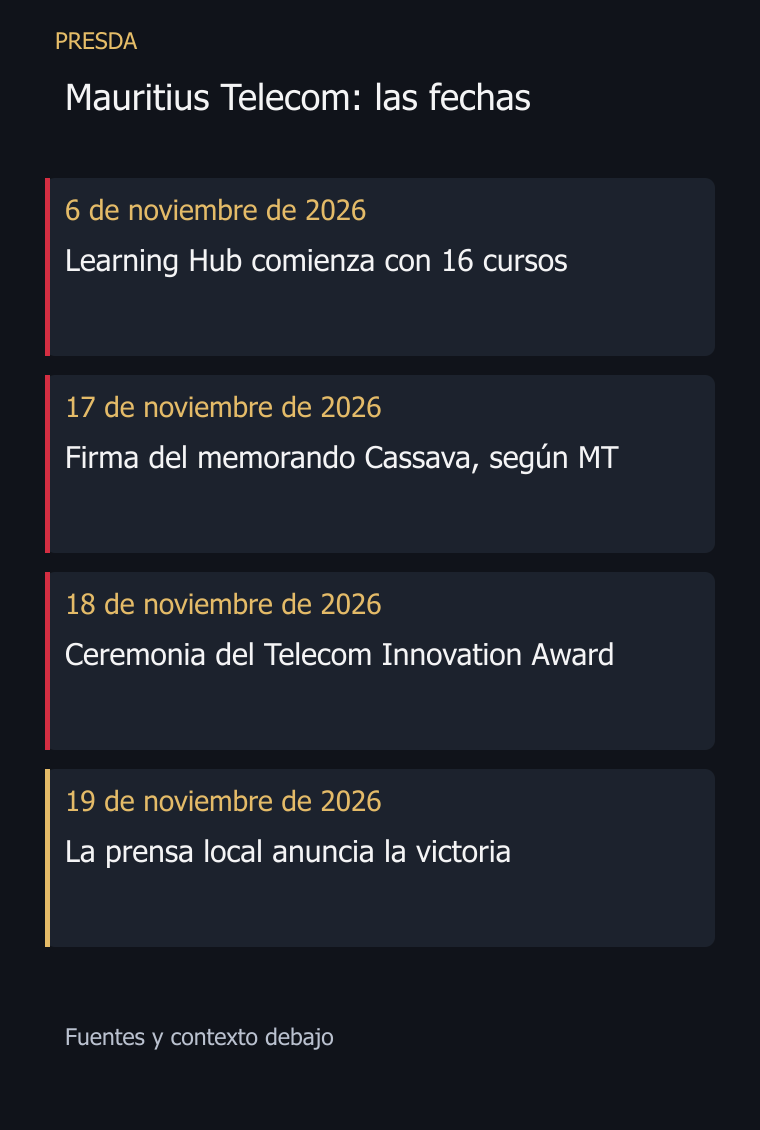 PRESDA
Mauritius Telecom: las fechas
6 de noviembre de 2026
Learning Hub comienza con 16 cursos
17 de noviembre de 2026
Firma del memorando Cassava, según MT
18 de noviembre de 2026
Ceremonia del Telecom Innovation Award
19 de noviembre de 2026
La prensa local anuncia la victoria
Fuentes y contexto debajo